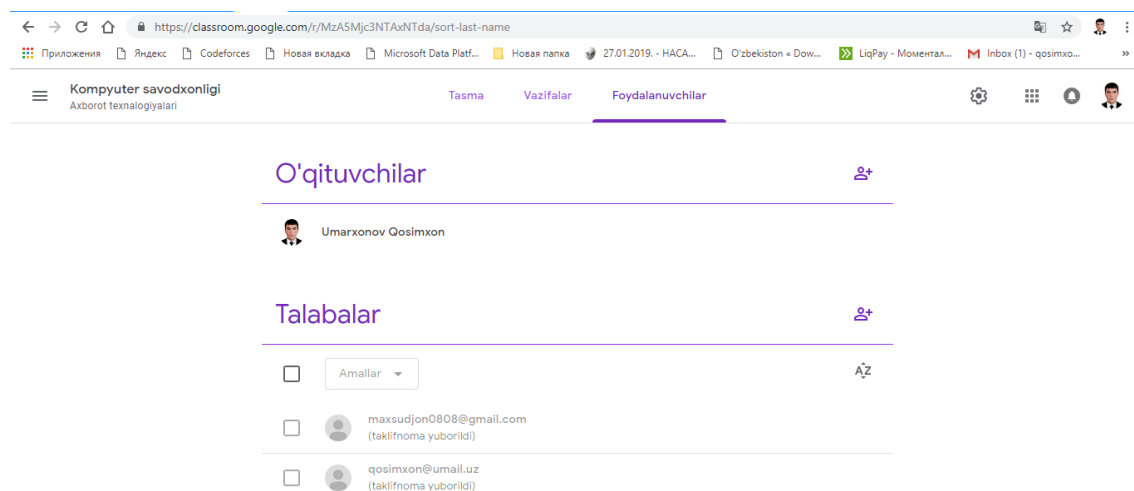 https://classroom.google.com/r/MzA5Mjc3NTAxNTda/sort-last-name
Приложения Яндекс Codeforces Новая вкладка Microsoft Data Platf... Новая папка 27.01.2019. - НАСА... O'zbekiston « Dow... LiqPay - Моментал... Inbox (1) - qosimxo... »
Kompyuter savodxonligi
Axborot texnalogiyalari
Tasma Vazifalar Foydalanuvchilar
O'qituvchilar
Umarxonov Qosimxon
Talabalar
Amallar
AZ
maxsudjon0808@gmail.com
(taklifnoma yuborildi)
qosimxon@umail.uz
(taklifnoma yuborildi)